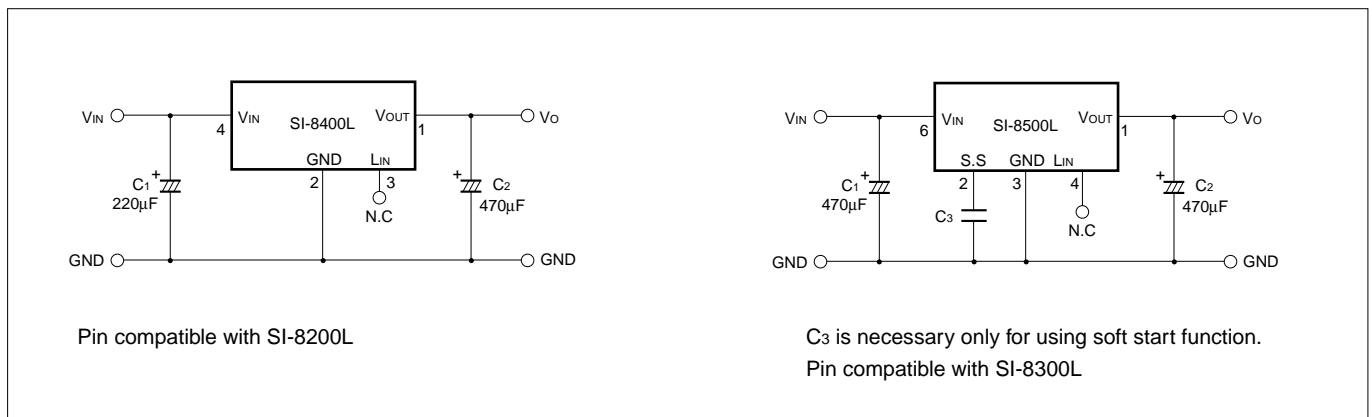 VIN
4
VIN
SI-8400L
VOUT
1
VO
GND
LIN
2
3
N.C
C1
+
220µF
+
C2
470µF
GND
GND
Pin compatible with SI-8200L
VIN
6
VIN
SI-8500L
VOUT
1
VO
S.S
GND
LIN
2
3
4
N.C
C1
+
470µF
C3
+
C2
470µF
GND
GND
C3 is necessary only for using soft start function.
Pin compatible with SI-8300L